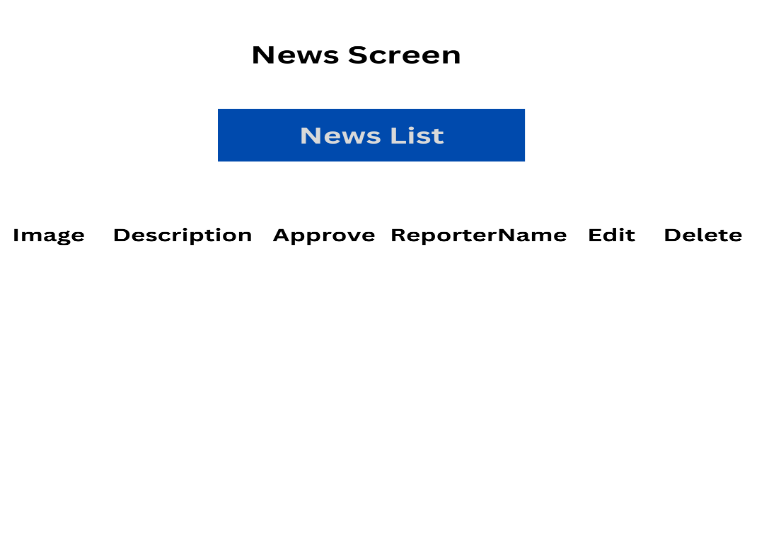 News Screen
News List
Image Description Approve ReporterName Edit Delete